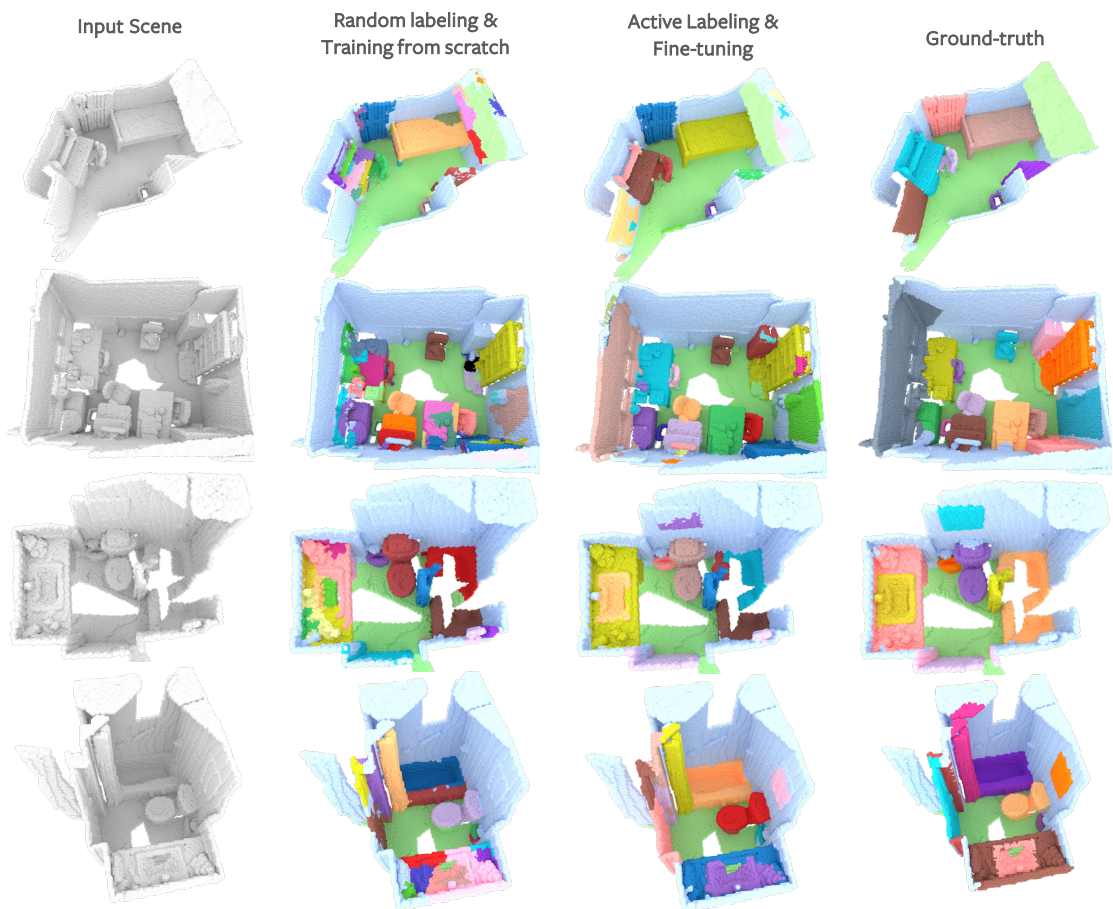 Input Scene
Random labeling &
Training from scratch
Active Labeling &
Fine-tuning
Ground-truth